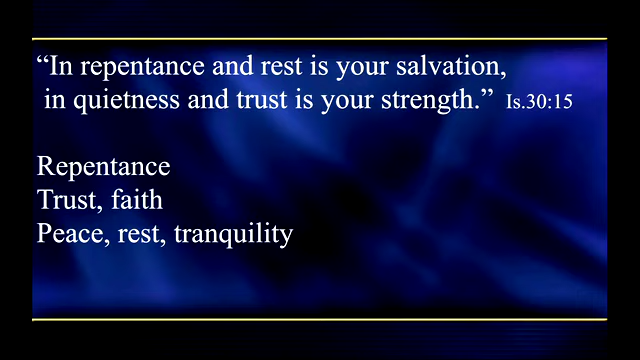 “In repentance and rest is your salvation,
in quietness and trust is your strength.” Is.30:15
Repentance
Trust, faith
Peace, rest, tranquility